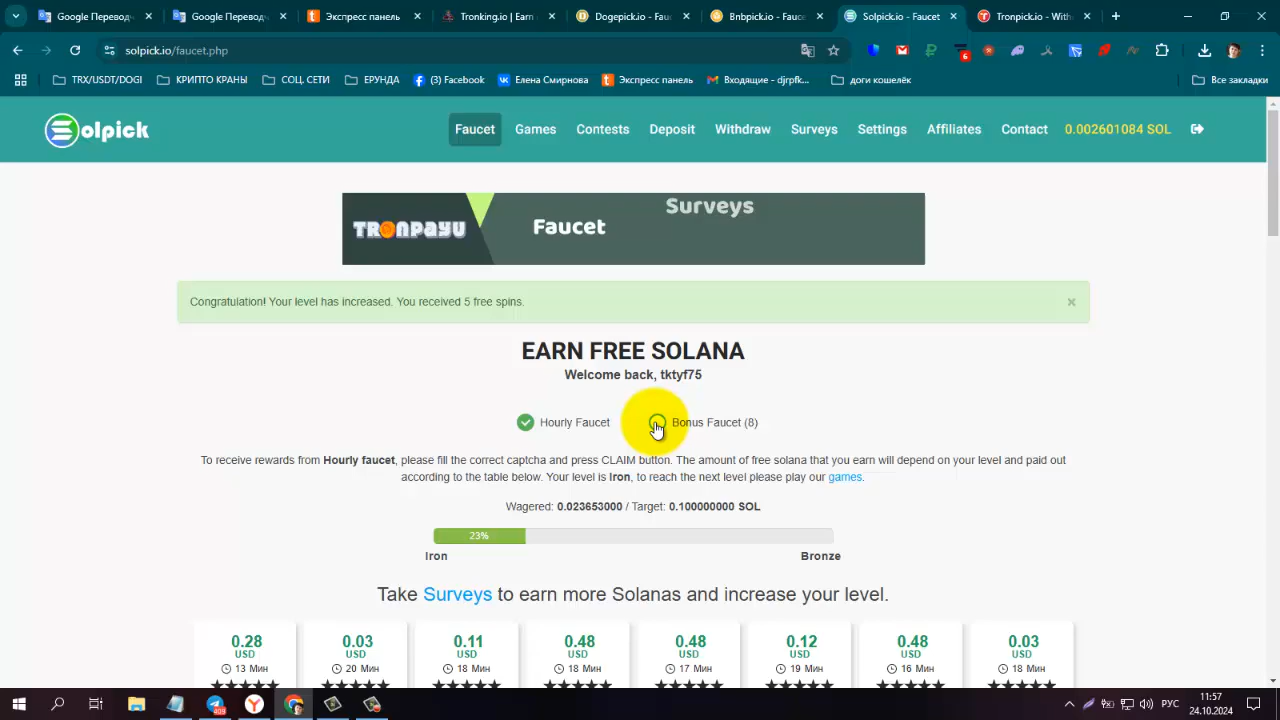 Google Перевод
Google Перевод
Экспресс панель
Tronking.io | Earn
Dogepick.io - Fau
Bnbpick.io - Fauce
Solpick.io - Faucet
Tronpick.io - With
solpick.io/faucet.php
6
TRX/USDT/DOGI
КРИПТО КРАНЫ
СОЦ. СЕТИ
ЕРУНДА
(3) Facebook
Елена Смирнова
Экспресс панель
Входящие - djrpfk...
доги кошелёк
Все закладки
olpick
Faucet
Games
Contests
Deposit
Withdraw
Surveys
Settings
Affiliates
Contact
0.002601084 SOL
TRONPAYU
Faucet
Surveys
Congratulation! Your level has increased. You received 5 free spins.
×
EARN FREE SOLANA
Welcome back, tktyf75
Hourly Faucet
Bonus Faucet (8)
To receive rewards from Hourly faucet, please fill the correct captcha and press CLAIM button. The amount of free solana that you earn will depend on your level and paid out
according to the table below. Your level is Iron, to reach the next level please play our games.
Wagered: 0.023653000 / Target: 0.100000000 SOL
23%
Iron
Bronze
Take Surveys to earn more Solanas and increase your level.
0.28
USD
13 Мин
0.03
USD
20 Мин
0.11
USD
18 Мин
0.48
USD
18 Мин
0.48
USD
17 Мин
0.12
USD
19 Мин
0.48
USD
16 Мин
0.03
USD
18 Мин
409
РУС
11:57
24.10.2024